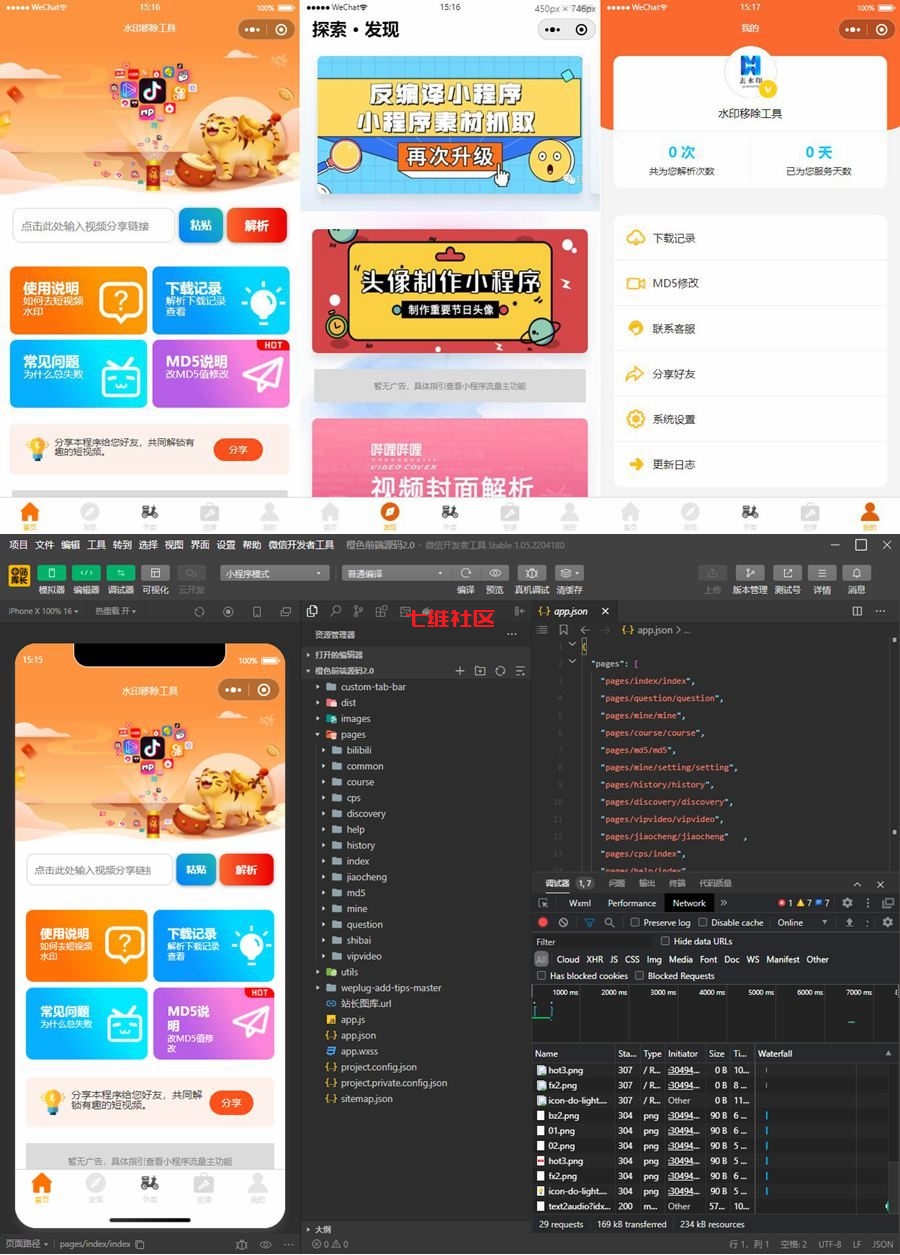 ●●●●● WeChat
15:16
100%
水印移除工具
点击此处输入视频分享链接
粘贴
解析
使用说明
如何去短视频
水印
下载记录
解析下载记录
查看
常见问题
为什么总失败
HOT
MD5说明
改MD5值修改
分享本程序给您好友，共同解锁有
趣的短视频。
分享
首页
发现
外卖
资源
我的
●●●●● WeChat
15:16
450px × 746px
探索·发现
反编译小程序
小程序素材抓取
再次升级
头像制作小程序
制作重要节日头像
暂无广告，具体指引查看小程序流量主功能
哔哩哔哩
VIDEO COVER
视频封面解析
首页
发现
外卖
资源
我的
●●●●● WeChat
15:17
100%
我的
去水印
水印移除工具
0 次
共为您解析次数
0 天
已为您服务天数
下载记录
MD5修改
联系客服
分享好友
系统设置
更新日志
首页
发现
外卖
资源
我的
项目 文件 编辑 工具 转到 选择 视图 界面 设置 帮助 微信开发者工具
橙色前端源码2.0 - 微信开发者工具 Stable 1.05.2204180
模拟器
编辑器
调试器
可视化
云开发
小程序模式
普通编译
编译
预览
真机调试
清缓存
上传
版本管理
测试号
详情
消息
iPhone X 100% 16
热重载 开
七维社区
15:15
100%
水印移除工具
点击此处输入视频分享链接
粘贴
解析
使用说明
如何去短视频
水印
下载记录
解析下载记录
查看
常见问题
为什么总失败
HOT
MD5说
明
改MD5值修
改
分享本程序给您好友，共同解
锁有趣的短视频。
分享
暂无广告，具体指引查看小程序流量主功能
首页
发现
外卖
资源
我的
页面路径
pages/index/index
资源管理器
打开的编辑器
橙色前端源码2.0
custom-tab-bar
dist
images
pages
bilibili
common
course
cps
discovery
help
history
index
jiaocheng
md5
mine
question
shibai
vipvideo
utils
weplug-add-tips-master
站长图库.url
app.js
app.json
app.wxss
project.config.json
project.private.config.json
sitemap.json
大纲
0 0
app.json
app.json > ...
1 {
2 "pages": [
3 "pages/index/index",
4 "pages/question/question",
5 "pages/mine/mine",
6 "pages/course/course",
7 "pages/md5/md5",
8 "pages/mine/setting/setting",
9 "pages/history/history",
10 "pages/discovery/discovery",
11 "pages/vipvideo/vipvideo",
12 "pages/jiaocheng/jiaocheng" ,
13 "pages/cps/index",
"pages/help/index"
调试器 1, 7 问题 输出 终端 代码质量
Wxml Performance Network
1 7 7
Preserve log Disable cache Online
Filter
Hide data URLs
All Cloud XHR JS CSS Img Media Font Doc WS Manifest Other
Has blocked cookies Blocked Requests
1000 ms 2000 ms 3000 ms 4000 ms 5000 ms 6000 ms 7000 ms
Name Sta... Type Initiator Size Ti... Waterfall
hot3.png 307 / R... :30494... 0 B 10...
fx2.png 307 / R... :30494... 0 B 8 ...
icon-do-light.... 307 / R... Other 0 B 11...
bz2.png 304 png :30494... 90 B 6 ...
01.png 304 png :30494... 90 B 6 ...
02.png 304 png :30494... 90 B 5 ...
hot3.png 304 png :30494... 90 B 5 ...
fx2.png 304 png :30494... 90 B 6 ...
icon-do-light.... 304 png :30494... 90 B 5 ...
text2audio?idx... 200 m... Other 57... 10...
29 requests 169 kB transferred 234 kB resources
行 1，列 1 空格: 2 UTF-8 LF JSON